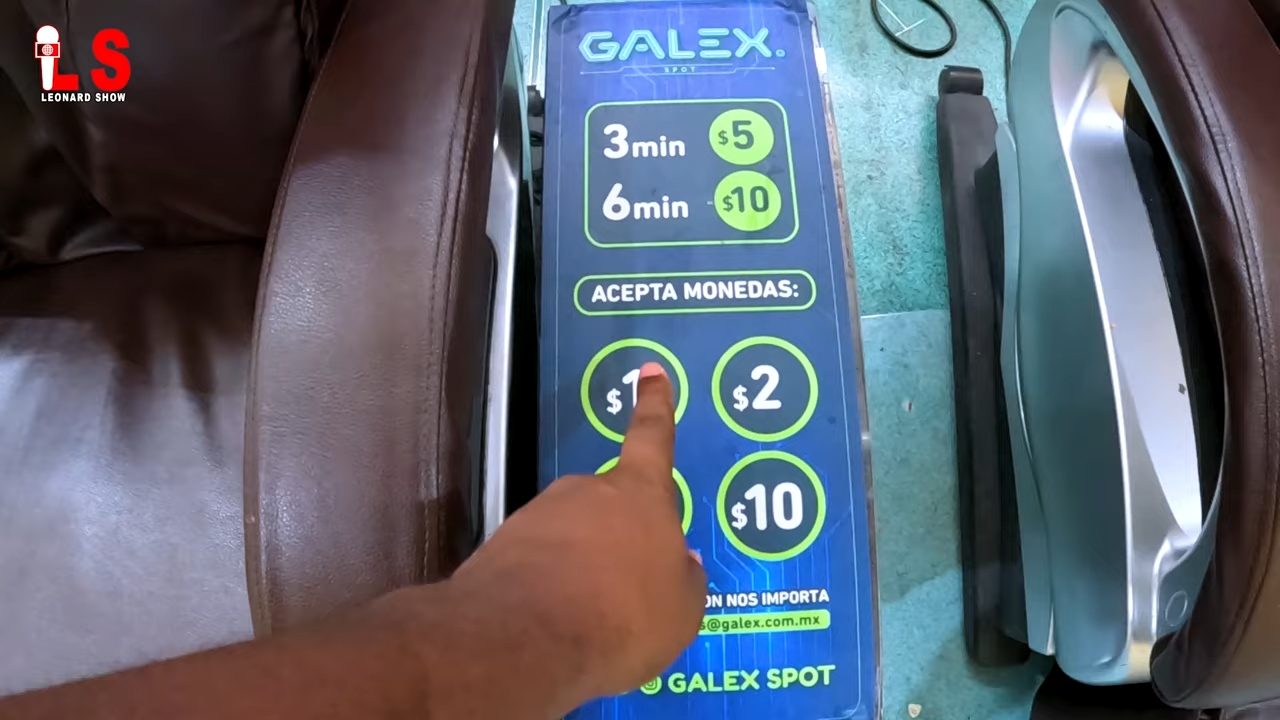 LS
LEONARD SHOW
GALEX.
SPOT
3min $5
6min $10
ACEPTA MONEDAS:
$1 $2
$10
NOS IMPORTA
@galex.com.mx
GALEX SPOT